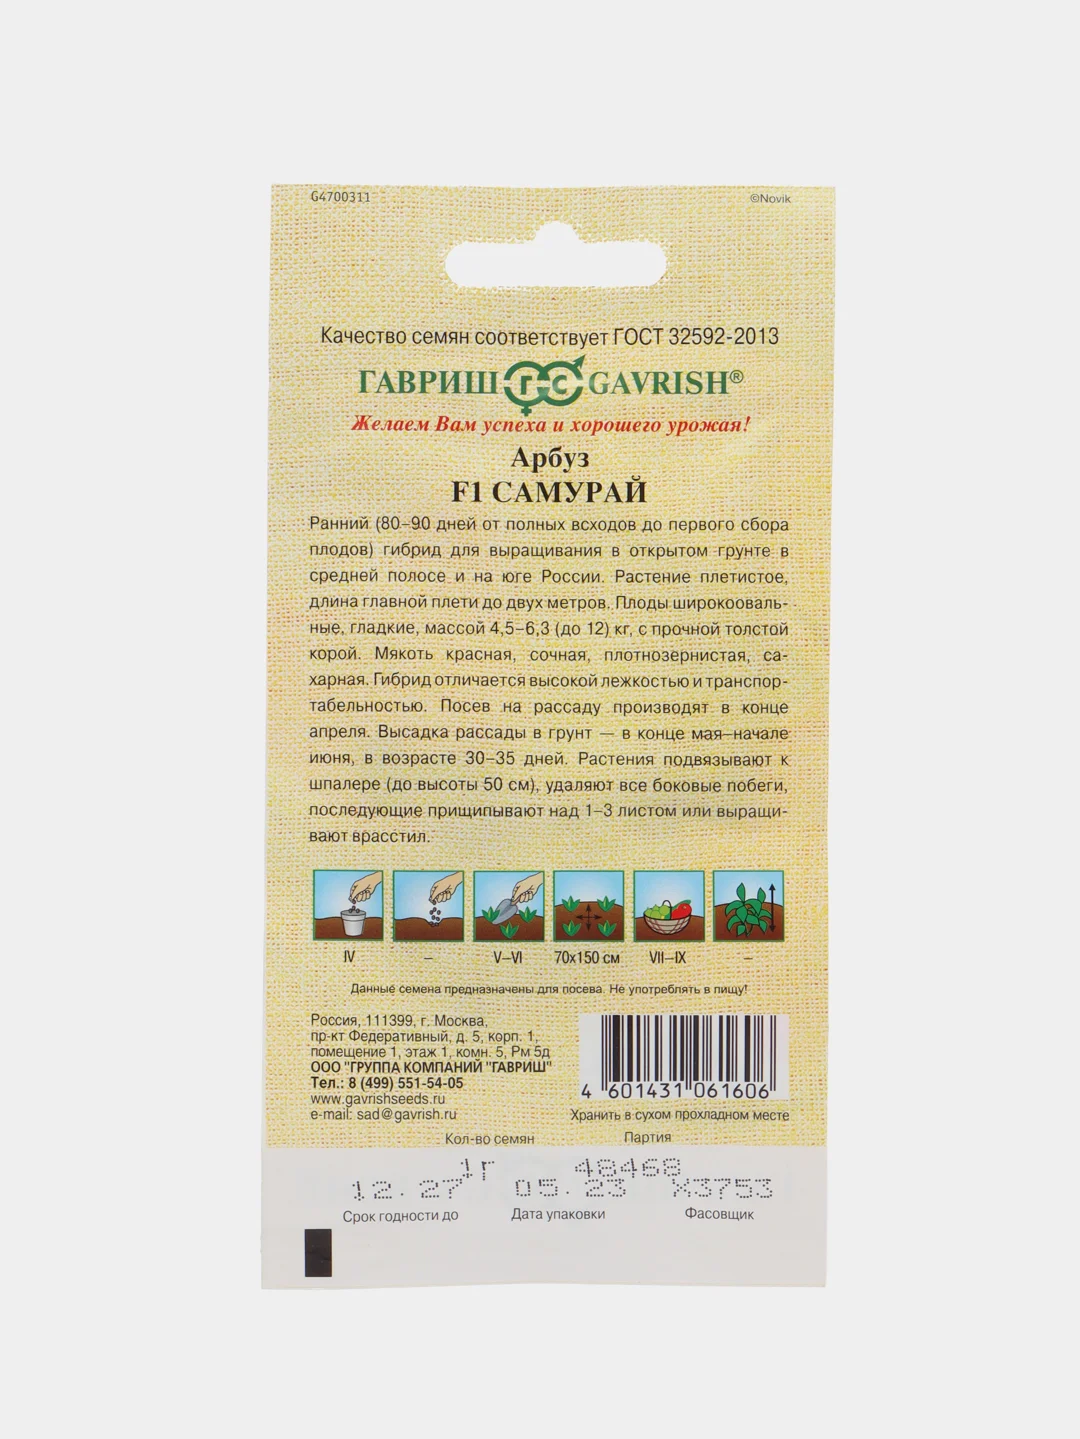 G4700311
©Novik
Качество семян соответствует ГОСТ 32592-2013
ГАВРИШ ГС GAVRISH®
Желаем Вам успеха и хорошего урожая!
Арбуз
F1 САМУРАЙ
Ранний (80–90 дней от полных всходов до первого сбора
плодов) гибрид для выращивания в открытом грунте в
средней полосе и на юге России. Растение плетистое,
длина главной плети до двух метров. Плоды широкооваль-
ные, гладкие, массой 4,5–6,3 (до 12) кг, с прочной толстой
корой. Мякоть красная, сочная, плотнозернистая, са-
харная. Гибрид отличается высокой лежкостью и транспор-
табельностью. Посев на рассаду производят в конце
апреля. Высадка рассады в грунт — в конце мая–начале
июня, в возрасте 30–35 дней. Растения подвязывают к
шпалере (до высоты 50 см), удаляют все боковые побеги,
последующие прищипывают над 1–3 листом или выращи-
вают врасстил.
IV – V–VI 70x150 см VII–IX –
Данные семена предназначены для посева. Не употреблять в пищу!
Россия, 111399, г. Москва,
пр-кт Федеративный, д. 5, корп. 1,
помещение 1, этаж 1, комн. 5, Рм 5д
ООО "ГРУППА КОМПАНИЙ "ГАВРИШ"
Тел.: 8 (499) 551-54-05
www.gavrishseeds.ru
e-mail: sad@gavrish.ru
4 601431 061606
Хранить в сухом прохладном месте
Кол-во семян Партия
1г 48468
12.27 05.23 X3753
Срок годности до Дата упаковки Фасовщик